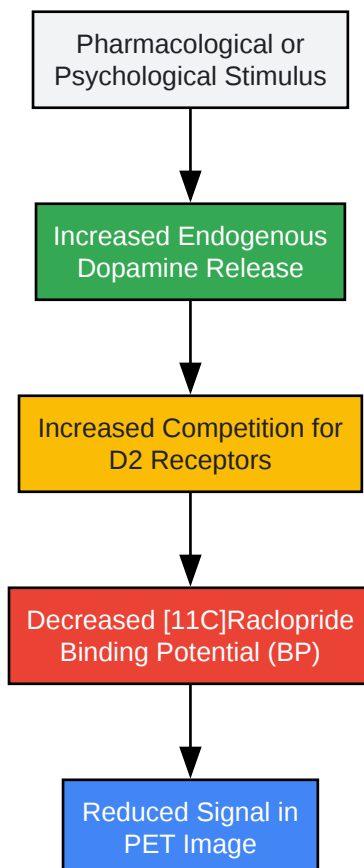 Pharmacological or
Psychological Stimulus
Increased Endogenous
Dopamine Release
Increased Competition for
D2 Receptors
Decreased [11C]Raclopride
Binding Potential (BP)
Reduced Signal in
PET Image